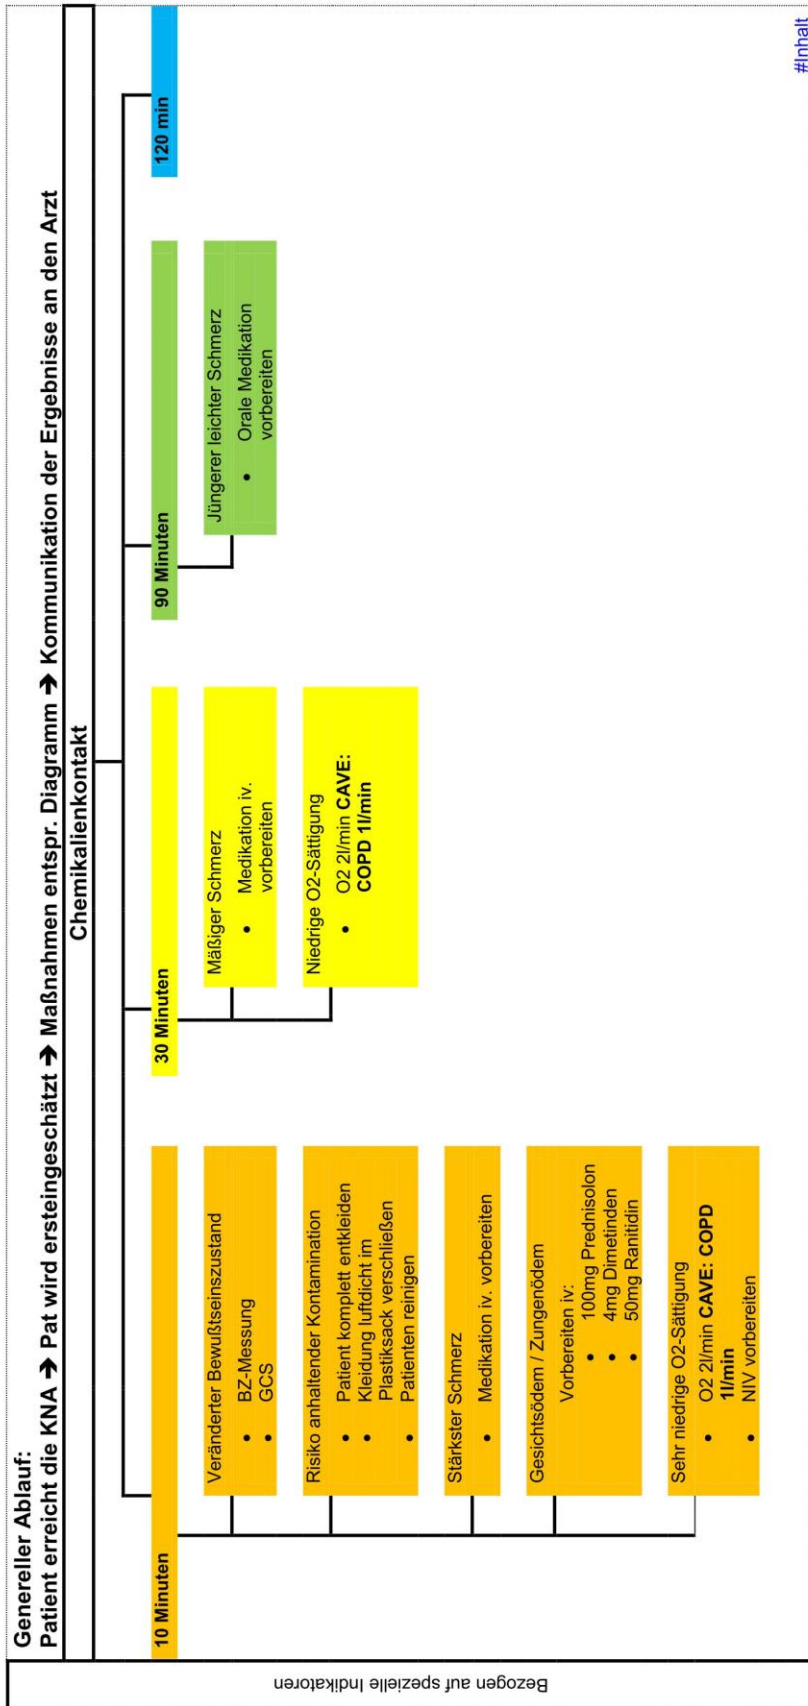 Genereller Ablauf:
Patient erreicht die KNA ➔ Pat wird ersteingeschätzt ➔ Maßnahmen entspr. Diagramm ➔ Kommunikation der Ergebnisse an den Arzt
Bezogen auf spezielle Indikatoren
Chemikalienkontakt
10 Minuten
Veränderter Bewußtseinszustand
• BZ-Messung
• GCS
Risiko anhaltender Kontamination
• Patient komplett entkleiden
• Kleidung luftdicht im
Plastiksack verschließen
• Patienten reinigen
Stärkster Schmerz
• Medikation iv. vorbereiten
Gesichtsödem / Zungenödem
Vorbereiten iv:
• 100mg Prednisolon
• 4mg Dimetinden
• 50mg Ranitidin
Sehr niedrige O2-Sättigung
• O2 2l/min CAVE: COPD
1l/min
• NIV vorbereiten
30 Minuten
Mäßiger Schmerz
• Medikation iv.
vorbereiten
Niedrige O2-Sättigung
• O2 2l/min CAVE:
COPD 1l/min
90 Minuten
Jüngerer leichter Schmerz
• Orale Medikation
vorbereiten
120 min
#Inhalt